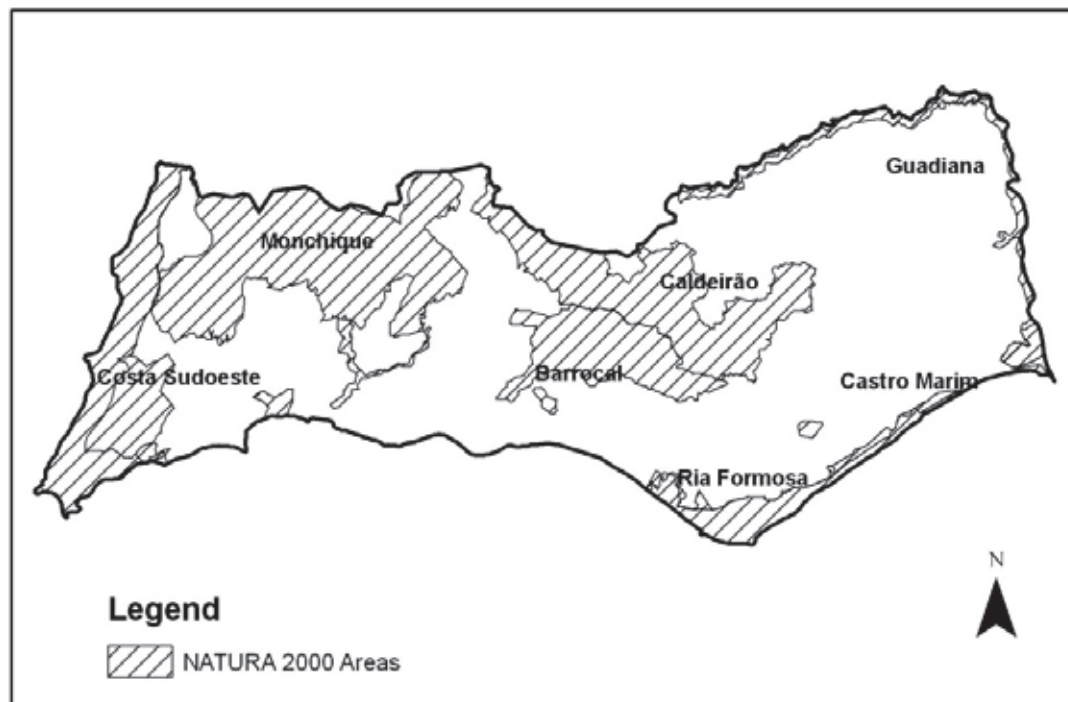 Guadiana
Monchique
Caldeirão
Costa Sudoeste
Barrocal
Castro Marim
Ria Formosa
N
Legend
NATURA 2000 Areas